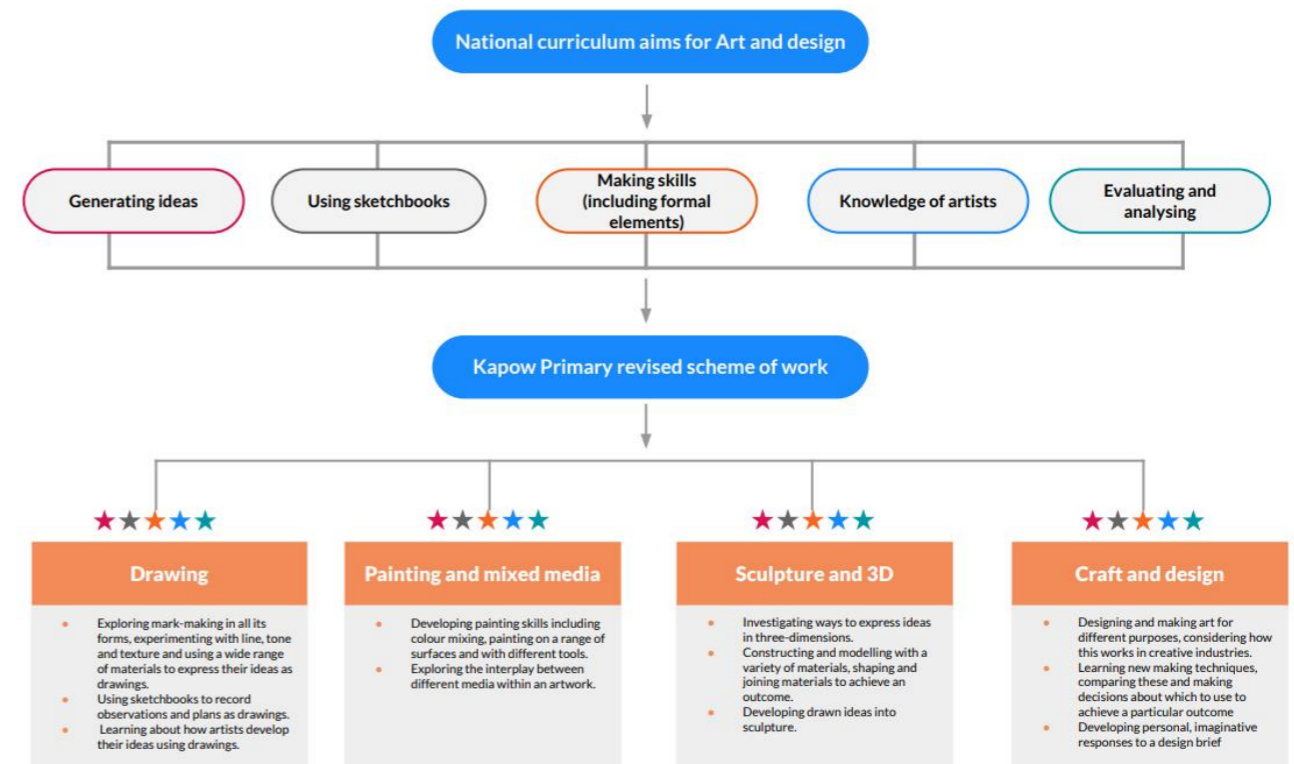 National curriculum aims for Art and design
Generating ideas
Using sketchbooks
Making skills
(including formal
elements)
Knowledge of artists
Evaluating and
analysing
Kapow Primary revised scheme of work
Drawing
Exploring mark-making in all its
forms, experimenting with line, tone
and texture and using a wide range
of materials to express their ideas as
drawings.
Using sketchbooks to record
observations and plans as drawings.
Learning about how artists develop
their ideas using drawings.
Painting and mixed media
Developing painting skills including
colour mixing, painting on a range of
surfaces and with different tools.
Exploring the interplay between
different media within an artwork.
Sculpture and 3D
Investigating ways to express ideas
in three-dimensions.
Constructing and modelling with a
variety of materials, shaping and
joining materials to achieve an
outcome.
Developing drawn ideas into
sculpture.
Craft and design
Designing and making art for
different purposes, considering how
this works in creative industries.
Learning new making techniques,
comparing these and making
decisions about which to use to
achieve a particular outcome
Developing personal, imaginative
responses to a design brief